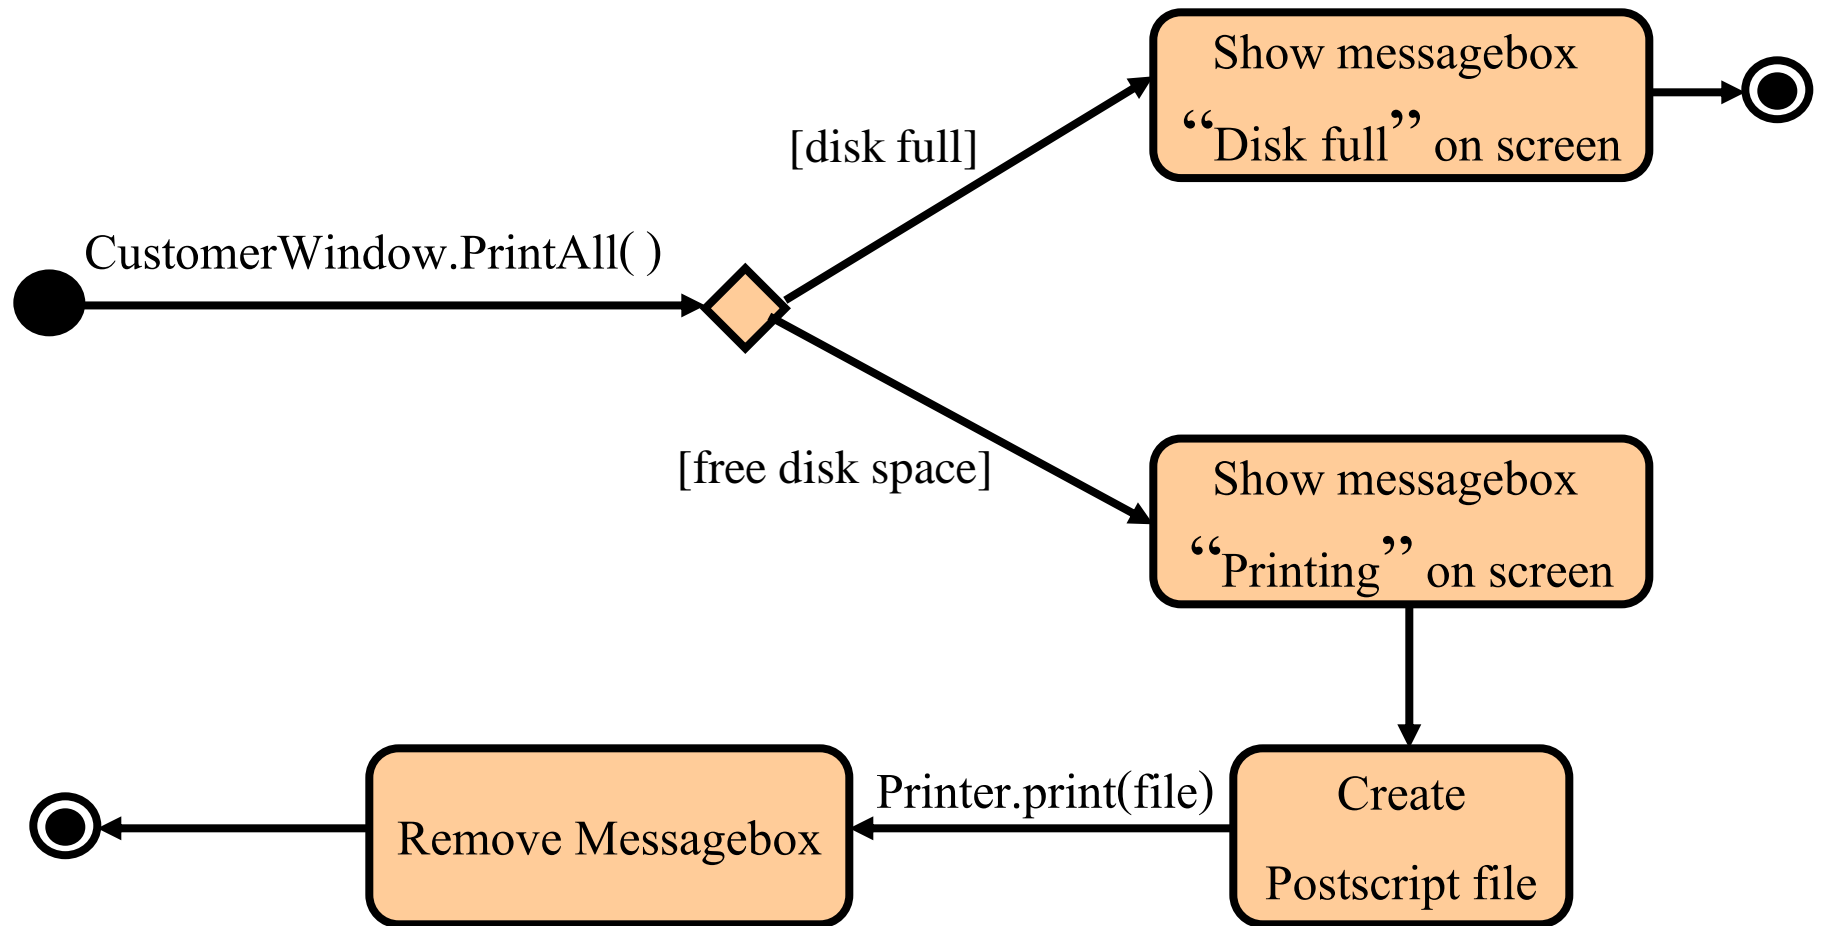 Show messagebox
“Disk full” on screen
[disk full]
CustomerWindow.PrintAll( )
[free disk space]
Show messagebox
“Printing” on screen
Printer.print(file)
Create
Postscript file
Remove Messagebox